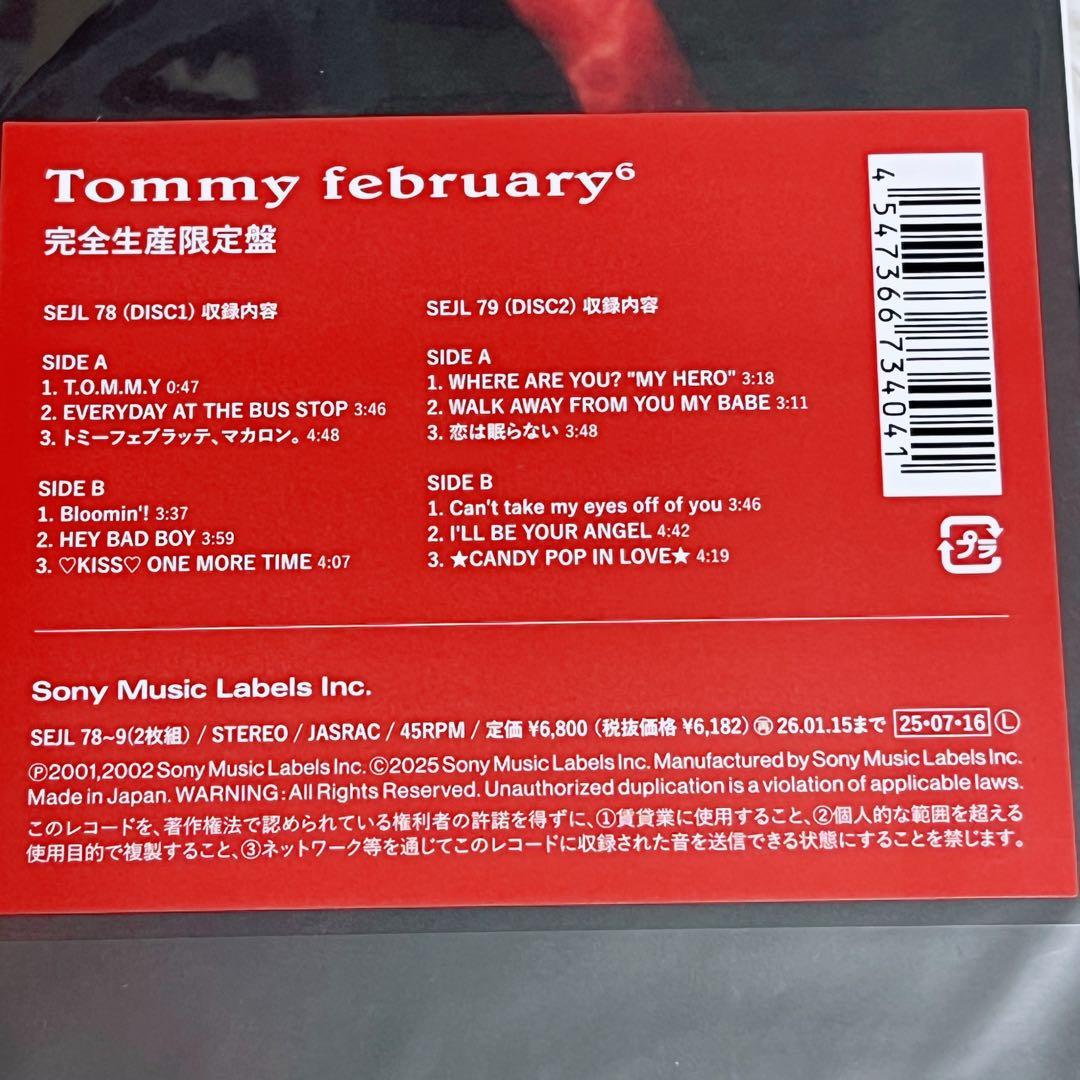 Tommy february⁶
完全生産限定盤
SEJL 78 (DISC1) 収録内容
SIDE A
1. T.O.M.M.Y 0:47
2. EVERYDAY AT THE BUS STOP 3:46
3. トミーフェブラッテ、マカロン。 4:48
SIDE B
1. Bloomin'! 3:37
2. HEY BAD BOY 3:59
3. ♡KISS♡ ONE MORE TIME 4:07
SEJL 79 (DISC2) 収録内容
SIDE A
1. WHERE ARE YOU? "MY HERO" 3:18
2. WALK AWAY FROM YOU MY BABE 3:11
3. 恋は眠らない 3:48
SIDE B
1. Can't take my eyes off of you 3:46
2. I'LL BE YOUR ANGEL 4:42
3. ★CANDY POP IN LOVE★ 4:19
4547366734041
プラ
Sony Music Labels Inc.
SEJL 78~9(2枚組) / STEREO / JASRAC / 45RPM / 定価 ¥6,800 (税抜価格 ¥6,182) ㊢ 26.01.15まで 25・07・16 Ⓛ
Ⓟ2001,2002 Sony Music Labels Inc. ©2025 Sony Music Labels Inc. Manufactured by Sony Music Labels Inc.
Made in Japan. WARNING: All Rights Reserved. Unauthorized duplication is a violation of applicable laws.
このレコードを、著作権法で認められている権利者の許諾を得ずに、①賃貸業に使用すること、②個人的な範囲を超える
使用目的で複製すること、③ネットワーク等を通じてこのレコードに収録された音を送信できる状態にすることを禁じます。